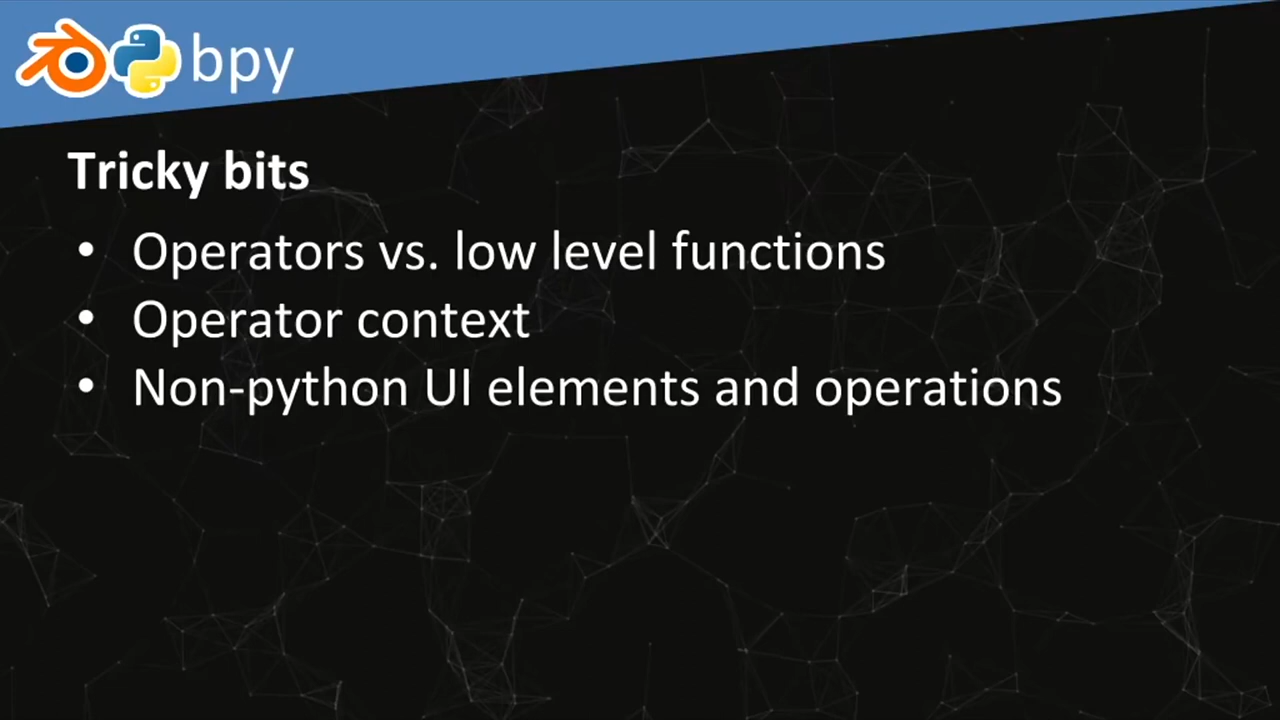 bpy
Tricky bits
• Operators vs. low level functions
• Operator context
• Non-python UI elements and operations